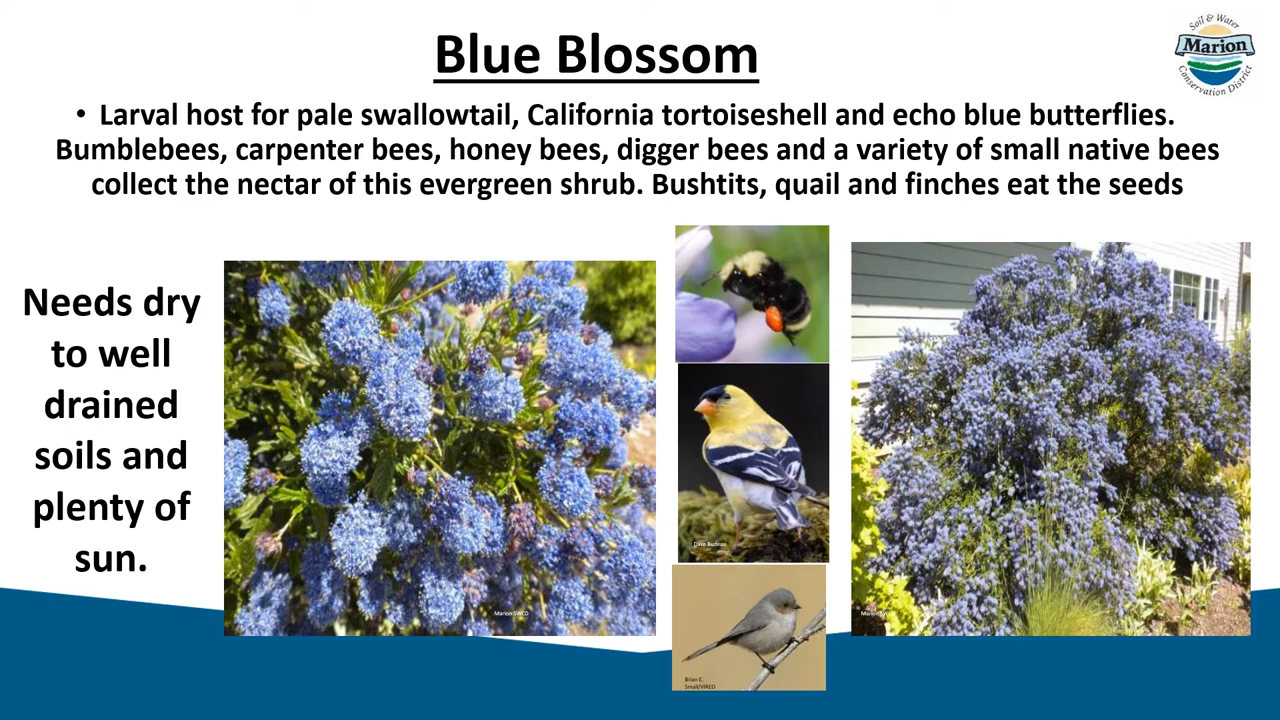 Blue Blossom
Soil & Water
Marion
Conservation District
• Larval host for pale swallowtail, California tortoiseshell and echo blue butterflies.
Bumblebees, carpenter bees, honey bees, digger bees and a variety of small native bees
collect the nectar of this evergreen shrub. Bushtits, quail and finches eat the seeds
Needs dry
to well
drained
soils and
plenty of
sun.
Marion SWCD
Dave Budeau
Brian E.
Small/VIREO
Marion